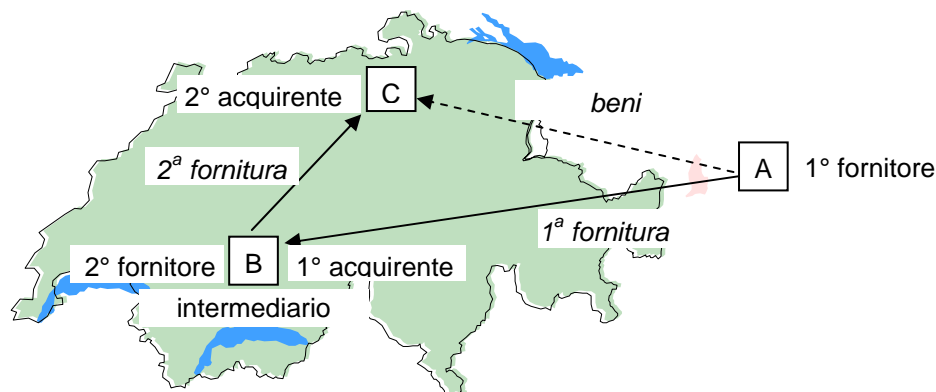 2° acquirente
C
beni
A
1° fornitore
2ª fornitura
1ª fornitura
2° fornitore
B
1° acquirente
intermediario